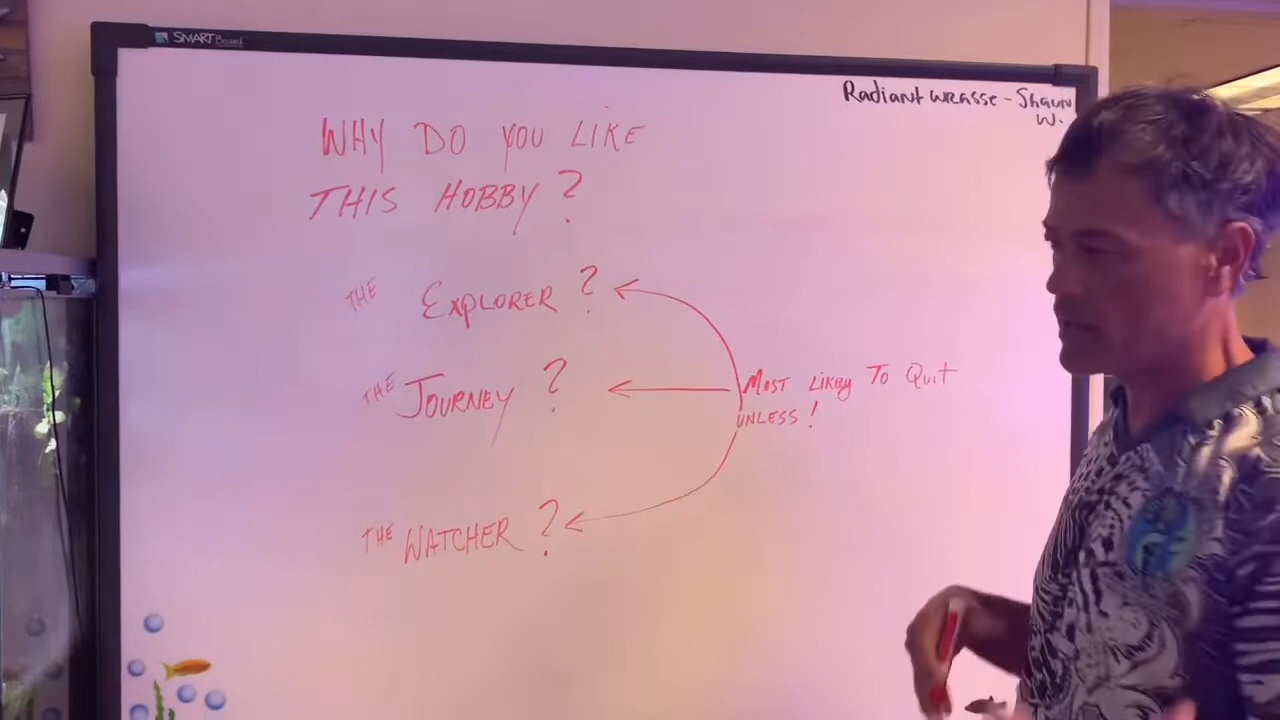 SMART Board
Radiant wrasse - Shaun
W.
WHY DO YOU LIKE
THIS HOBBY?
THE EXPLORER?
THE JOURNEY?
MOST LIKELY TO QUIT
UNLESS!
THE WATCHER?